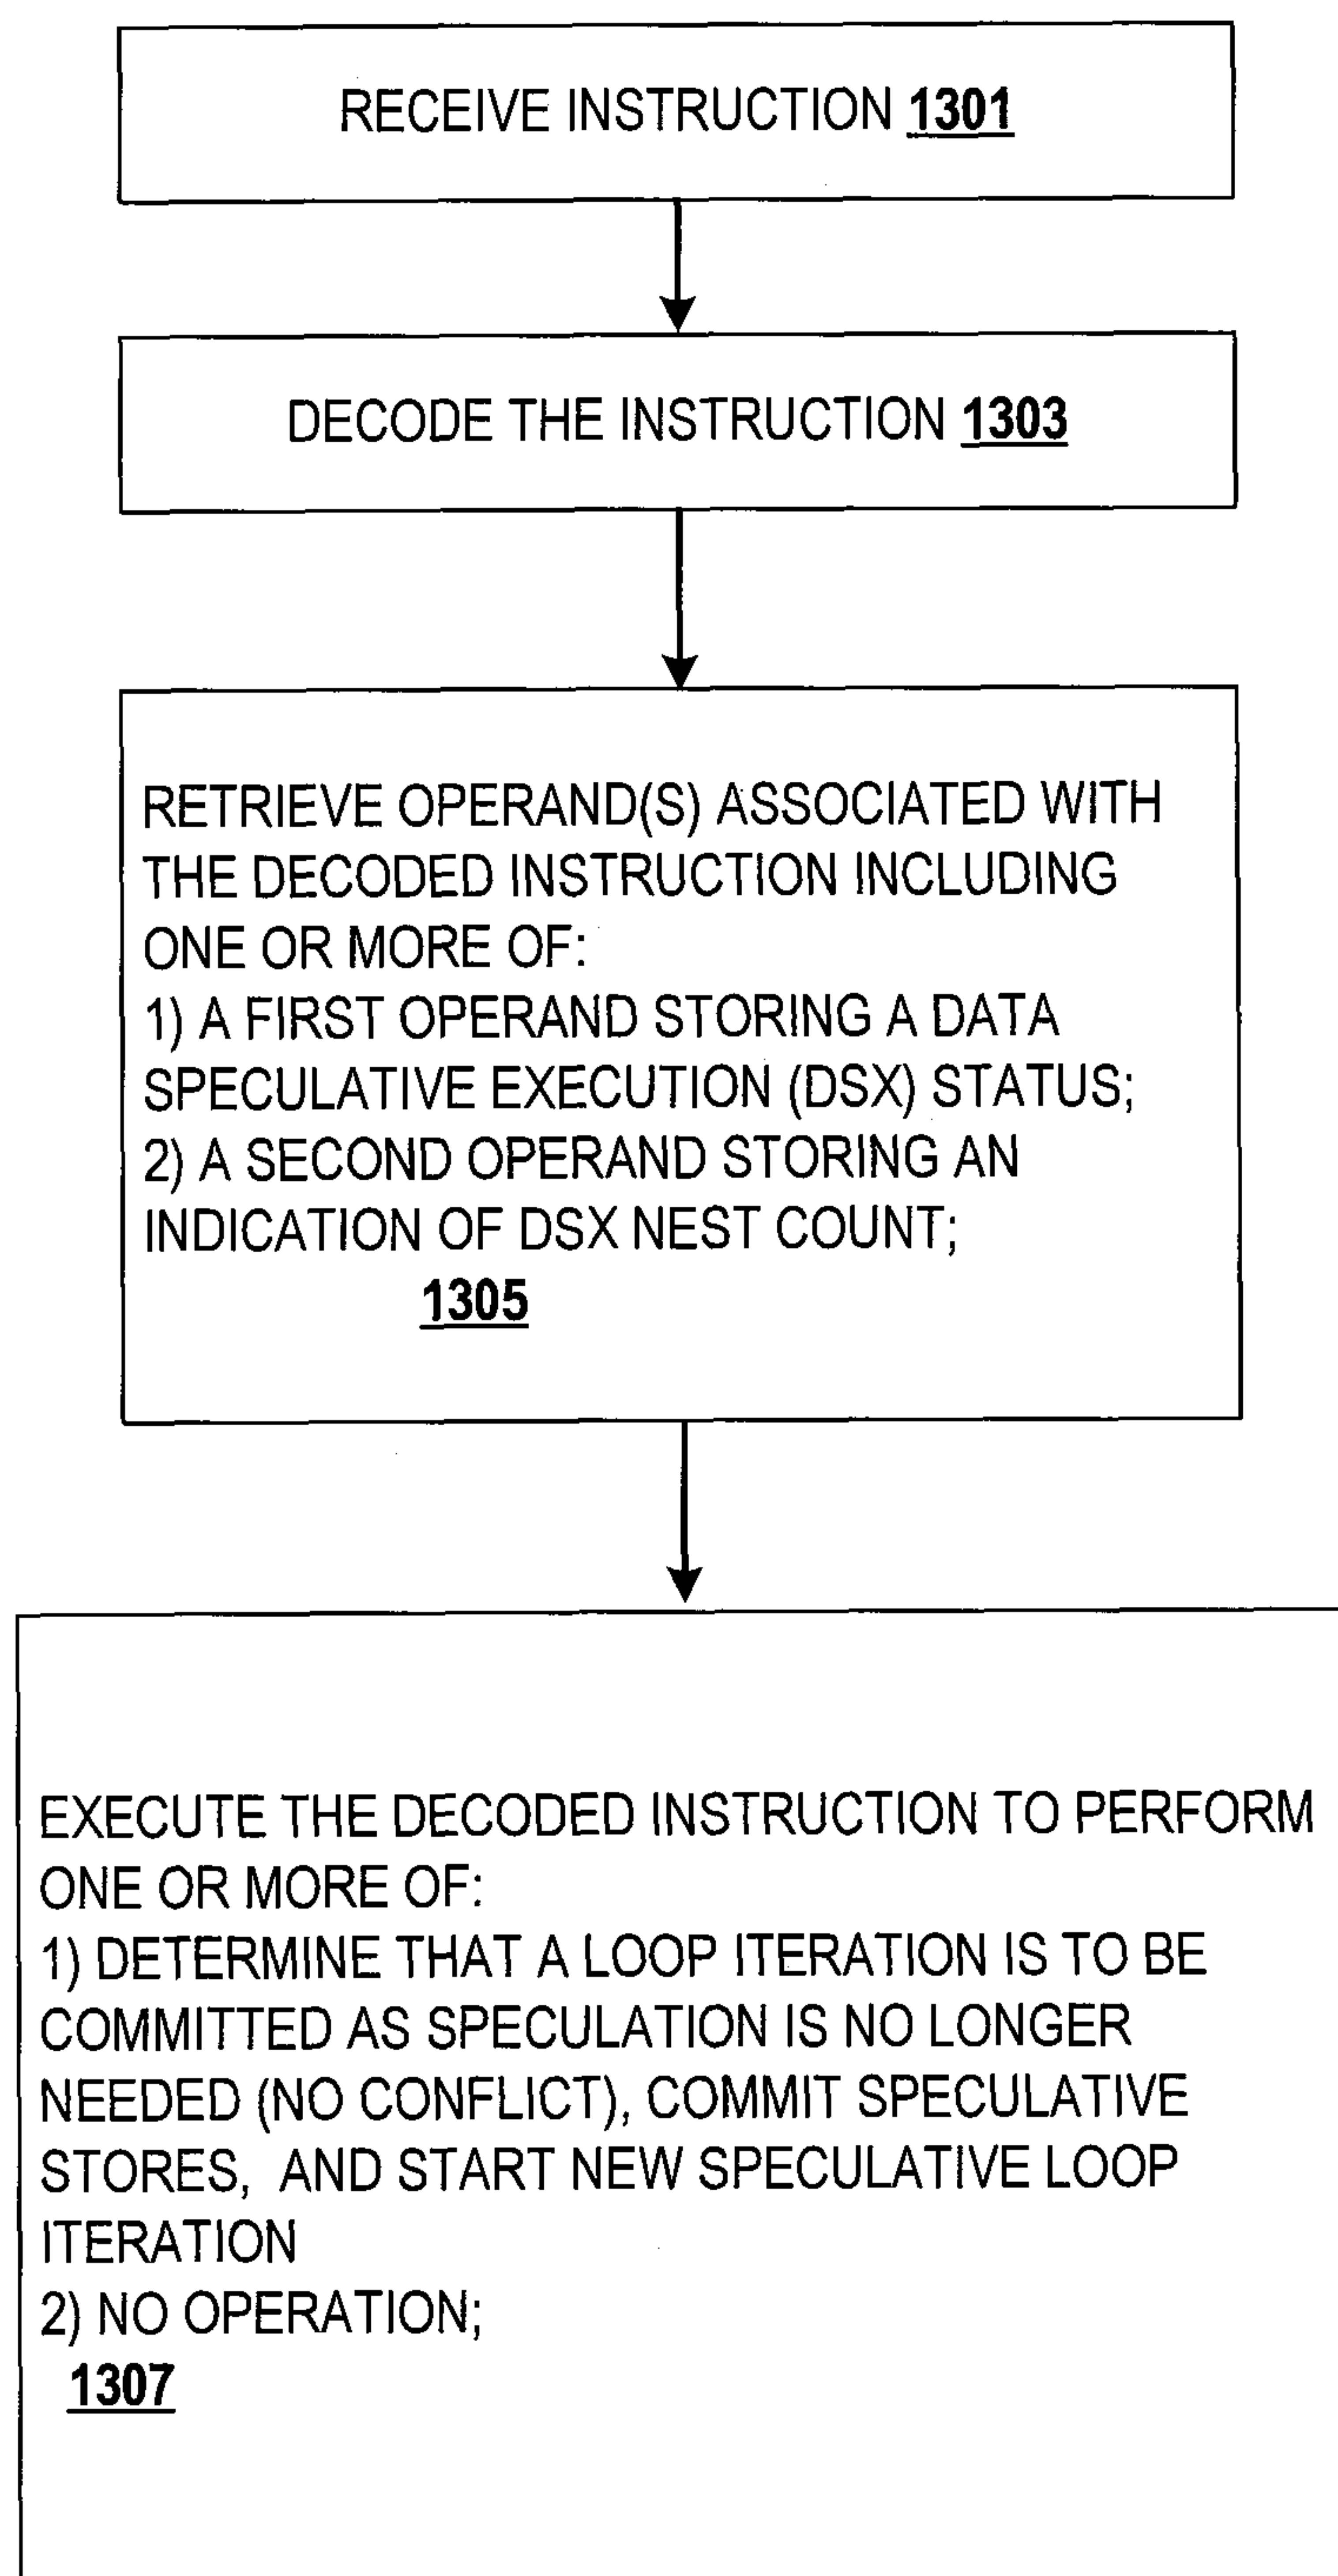 RECEIVE INSTRUCTION 1301
DECODE THE INSTRUCTION 1303
RETRIEVE OPERAND(S) ASSOCIATED WITH
THE DECODED INSTRUCTION INCLUDING
ONE OR MORE OF:
1) A FIRST OPERAND STORING A DATA
SPECULATIVE EXECUTION (DSX) STATUS;
2) A SECOND OPERAND STORING AN
INDICATION OF DSX NEST COUNT;
1305
EXECUTE THE DECODED INSTRUCTION TO PERFORM
ONE OR MORE OF:
1) DETERMINE THAT A LOOP ITERATION IS TO BE
COMMITTED AS SPECULATION IS NO LONGER
NEEDED (NO CONFLICT), COMMIT SPECULATIVE
STORES, AND START NEW SPECULATIVE LOOP
ITERATION
2) NO OPERATION;
1307